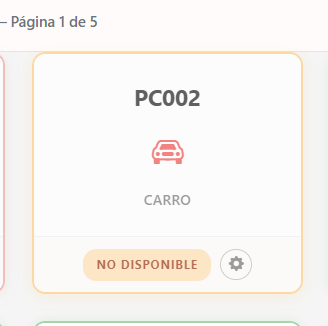 – Página 1 de 5
PC002
CARRO
NO DISPONIBLE